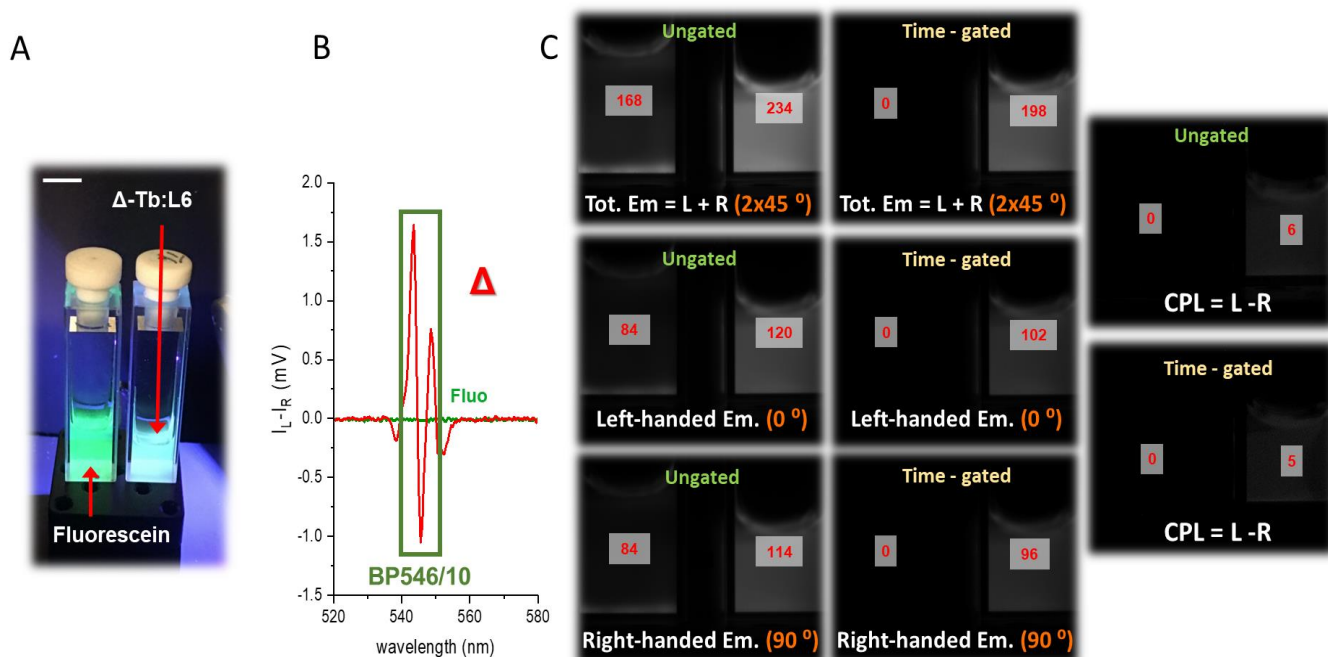 A
Δ-Tb:L6
Fluorescein
B
2.0
1.5
1.0
0.5
0.0
-0.5
-1.0
-1.5
I_L-I_R (mV)
Δ
Fluo
BP546/10
520 540 560 580
wavelength (nm)
C
Ungated
168 234
Tot. Em = L + R (2x45 º)
Time - gated
0 198
Tot. Em = L + R (2x45 º)
Ungated
84 120
Left-handed Em. (0 º)
Time - gated
0 102
Left-handed Em. (0 º)
Ungated
84 114
Right-handed Em. (90 º)
Time - gated
0 96
Right-handed Em. (90 º)
Ungated
0 6
CPL = L -R
Time - gated
0 5
CPL = L -R